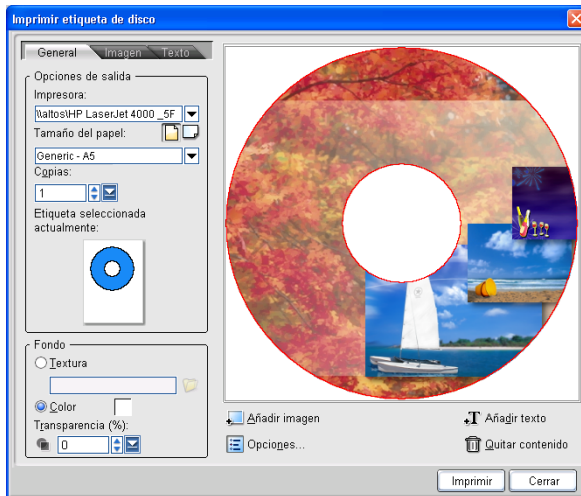 Imprimir etiqueta de disco
General Imagen Texto
Opciones de salida
Impresora:
\\altos\HP LaserJet 4000 _5F
Tamaño del papel:
Generic - A5
Copias:
1
Etiqueta seleccionada
actualmente:
Fondo
Textura
Color
Transparencia (%):
0
Añadir imagen
Añadir texto
Opciones...
Quitar contenido
Imprimir Cerrar